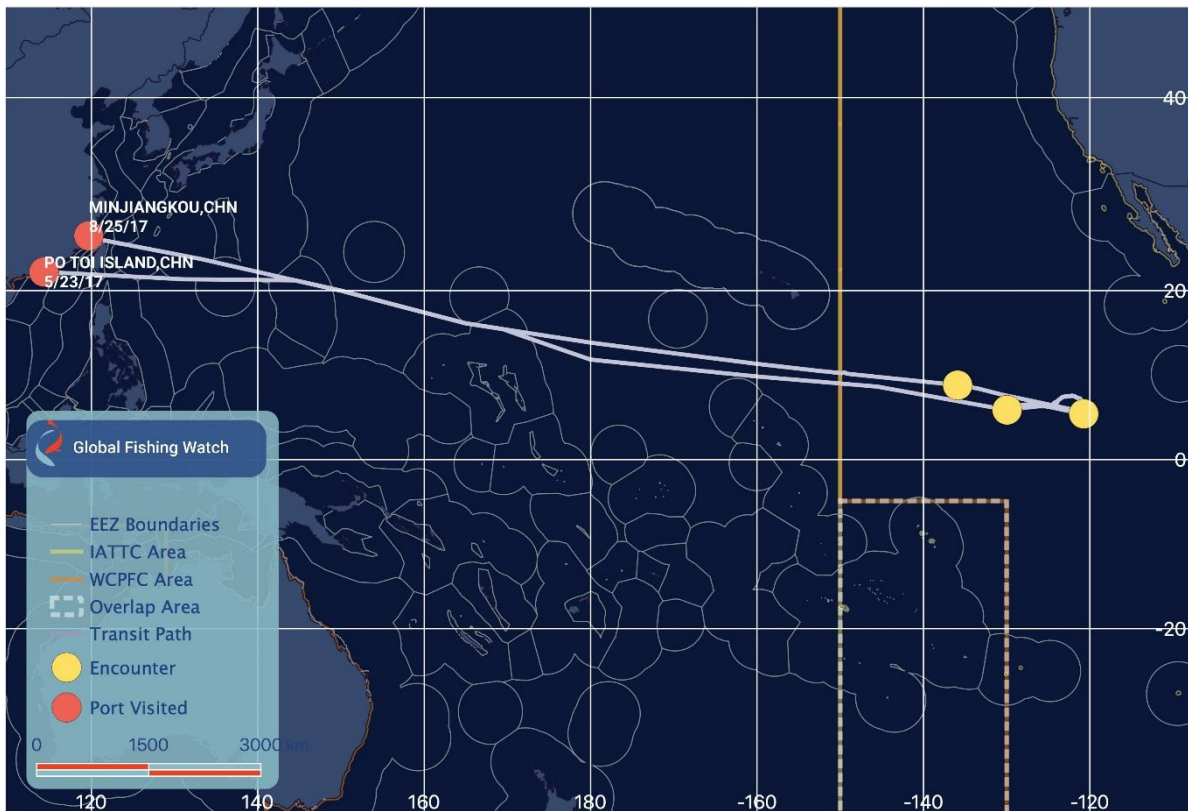 40
MINJIANGKOU,CHN
8/25/17
PO TOI ISLAND,CHN
5/23/17
20
Global Fishing Watch
0
EEZ Boundaries
IATTC Area
WCPFC Area
Overlap Area
Transit Path
-20
Encounter
Port Visited
0 1500 3000 km
120 140 160 180 -160 -140 -120